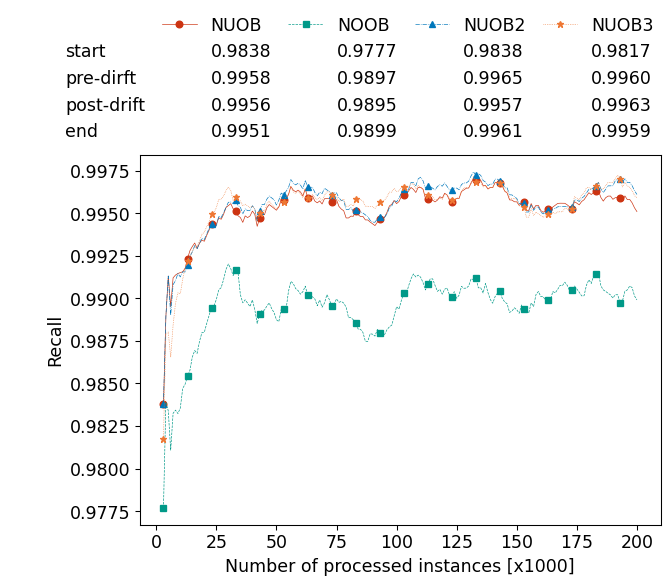 NUOB NOOB NUOB2 NUOB3
start 0.9838 0.9777 0.9838 0.9817
pre-dirft 0.9958 0.9897 0.9965 0.9960
post-drift 0.9956 0.9895 0.9957 0.9963
end 0.9951 0.9899 0.9961 0.9959
0.9975
0.9950
0.9925
0.9900
0.9875
0.9850
0.9825
0.9800
0.9775
Recall
0 25 50 75 100 125 150 175 200
Number of processed instances [x1000]